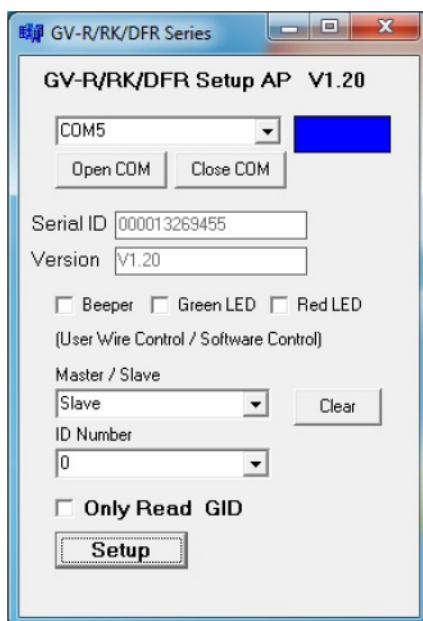 GV-R/RK/DFR Series
GV-R/RK/DFR Setup AP V1.20
COM5
Open COM Close COM
Serial ID 000013269455
Version V1.20
Beeper Green LED Red LED
(User Wire Control / Software Control)
Master / Slave
Slave Clear
ID Number
0
Only Read GID
Setup